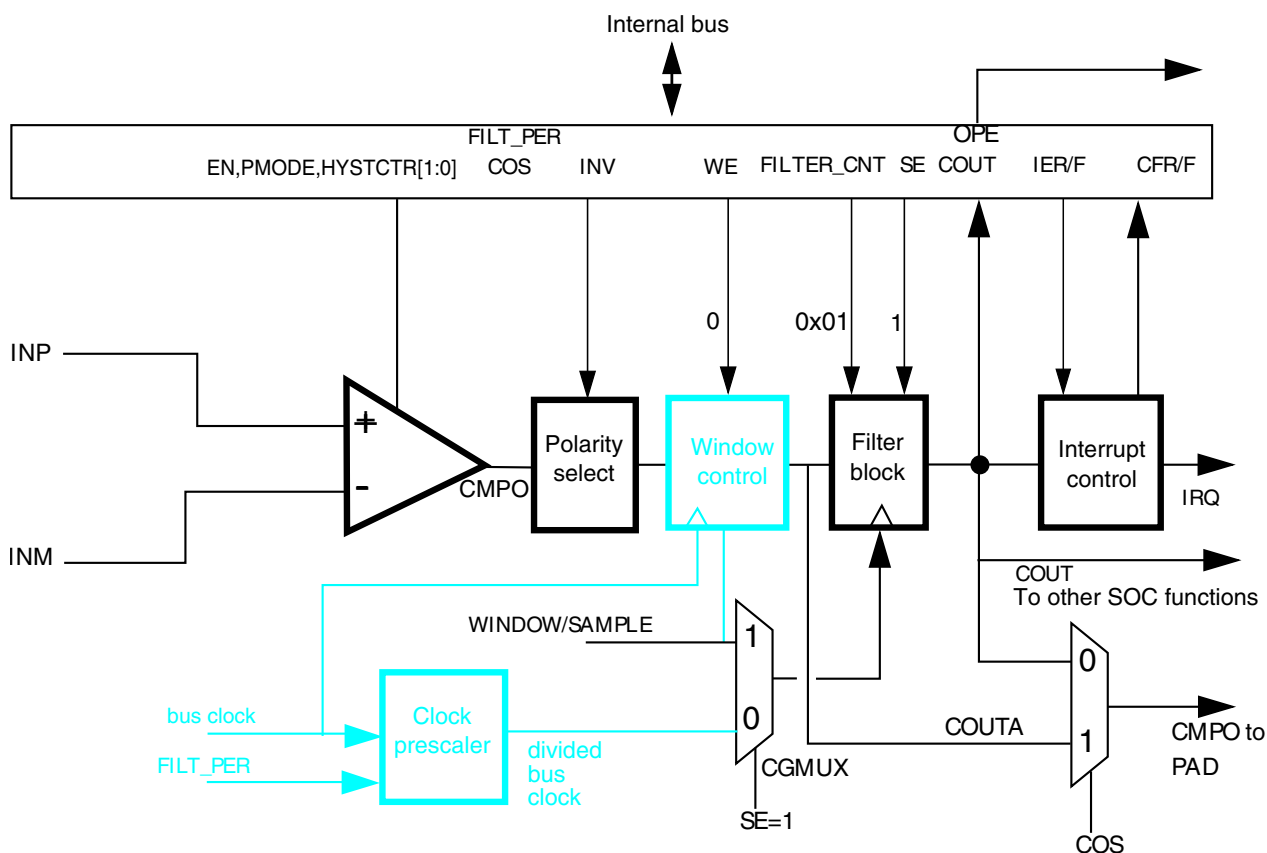 Internal bus
FILT_PER
OPE
EN,PMODE,HYSTCTR[1:0]
COS
INV
WE
FILTER_CNT
SE
COUT
IER/F
CFR/F
0
0x01
1
INP
+
-
INM
CMPO
Polarity
select
Window
control
Filter
block
Interrupt
control
IRQ
COUT
To other SOC functions
WINDOW/SAMPLE
1
0
CGMUX
SE=1
bus clock
FILT_PER
Clock
prescaler
divided
bus
clock
COUTA
0
1
CMPO to
PAD
COS